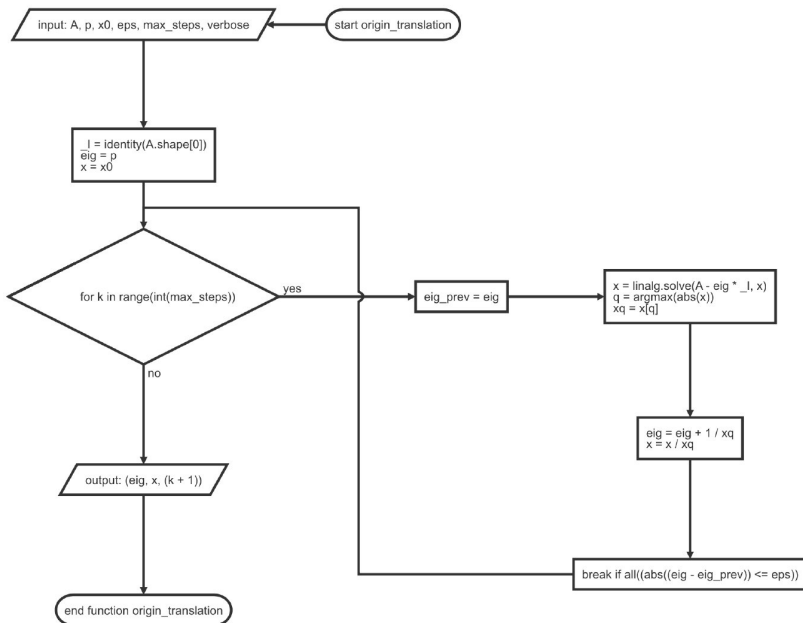 start origin_translation
input: A, p, x0, eps, max_steps, verbose
_I = identity(A.shape[0])
eig = p
x = x0
for k in range(int(max_steps))
yes
eig_prev = eig
x = linalg.solve(A - eig * _I, x)
q = argmax(abs(x))
xq = x[q]
eig = eig + 1 / xq
x = x / xq
break if all((abs((eig - eig_prev)) <= eps))
no
output: (eig, x, (k + 1))
end function origin_translation